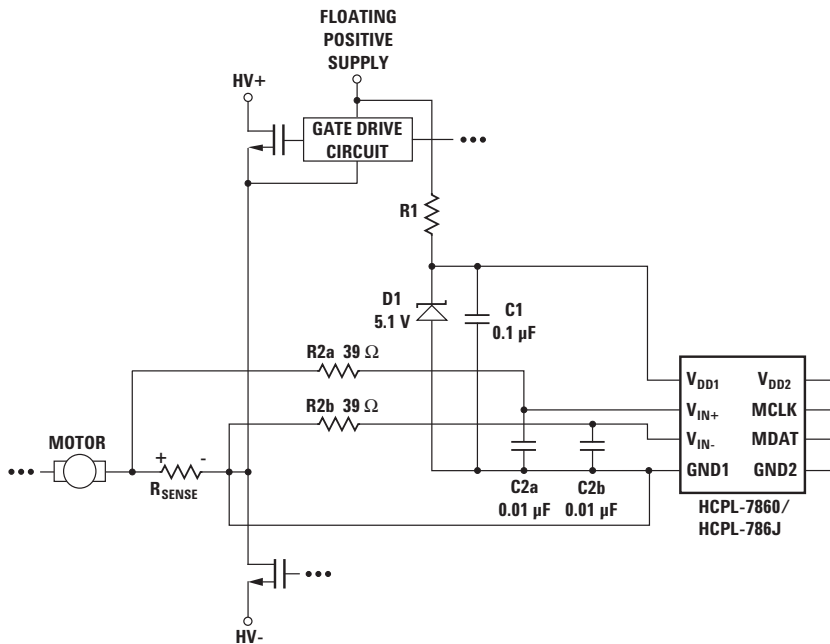 FLOATING
POSITIVE
SUPPLY
HV+
GATE DRIVE
CIRCUIT
R1
D1
5.1 V
C1
0.1 µF
R2a 39 Ω
R2b 39 Ω
MOTOR
+ -
RSENSE
C2a
0.01 µF
C2b
0.01 µF
VDD1
VIN+
VIN-
GND1
VDD2
MCLK
MDAT
GND2
HCPL-7860/
HCPL-786J
HV-